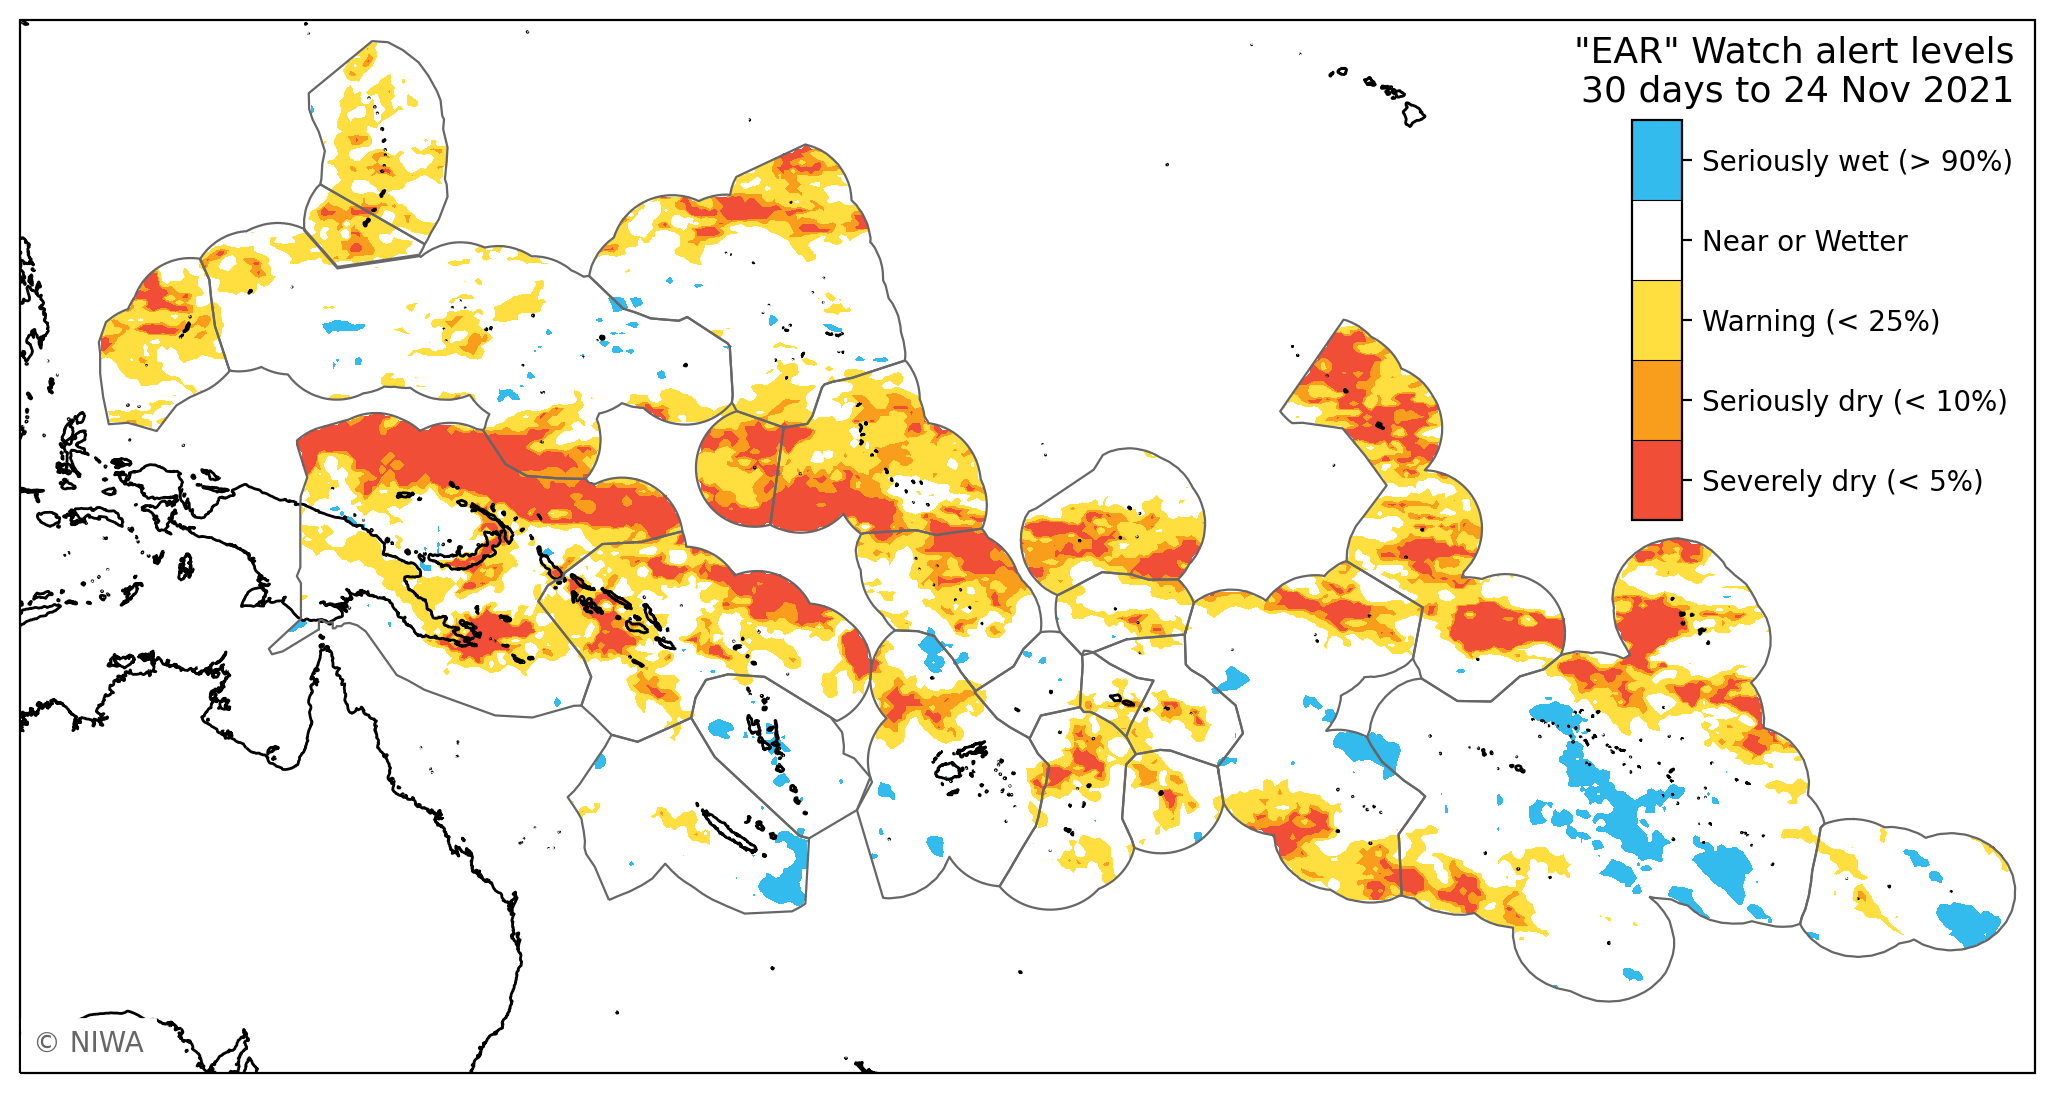 "EAR" Watch alert levels
30 days to 24 Nov 2021
Seriously wet (> 90%)
Near or Wetter
Warning (< 25%)
Seriously dry (< 10%)
Severely dry (< 5%)
© NIWA